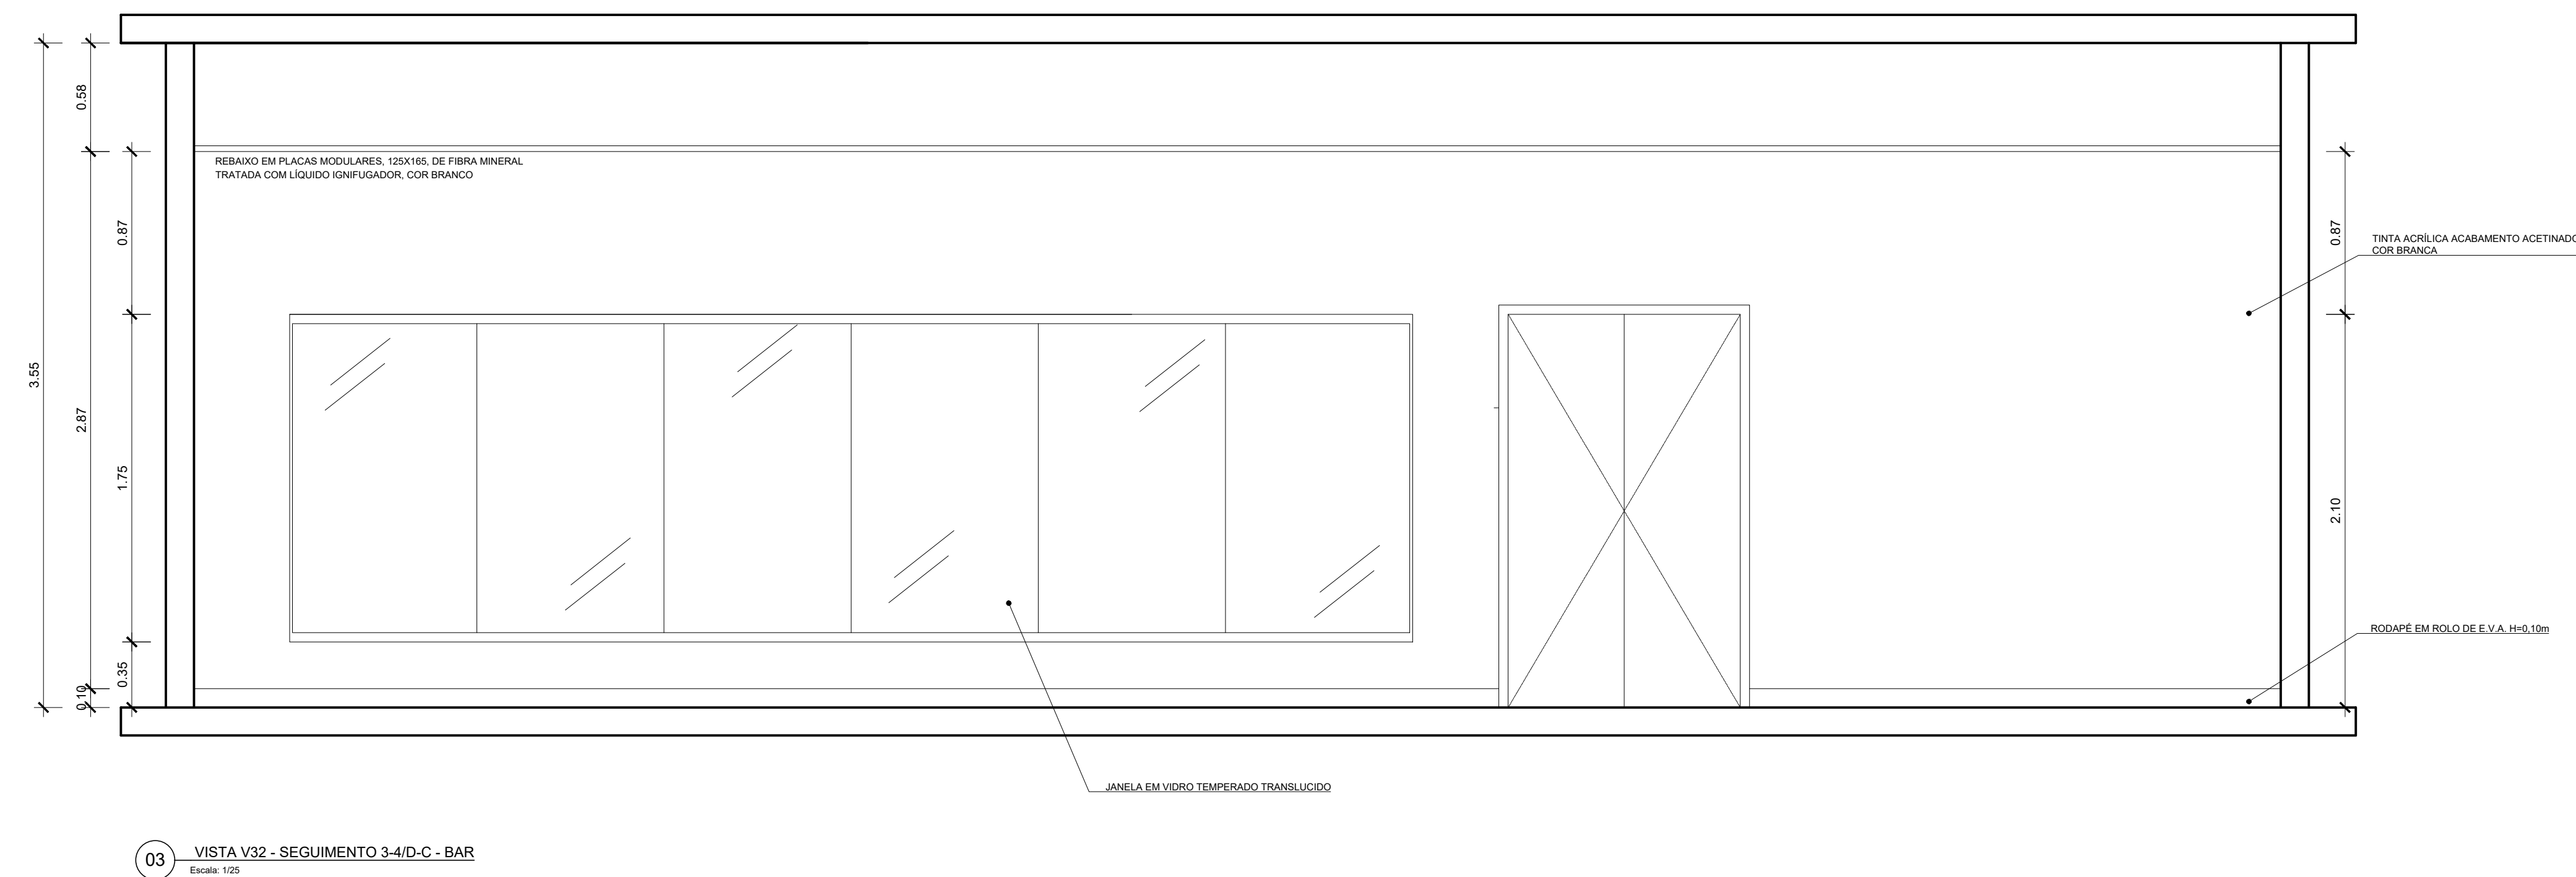 0.58
REBAIXO EM PLACAS MODULARES, 125X165, DE FIBRA MINERAL
TRATADA COM LÍQUIDO IGNIFUGADOR, COR BRANCO
0.87
0.87
TINTA ACRÍLICA ACABAMENTO ACETINADO
COR BRANCA
3.55
2.87
1.75
2.10
RODAPÉ EM ROLO DE E.V.A. H=0,10m
0.35
0.10
JANELA EM VIDRO TEMPERADO TRANSLUCIDO
03 VISTA V32 - SEGUIMENTO 3-4/D-C - BAR
Escala: 1/25